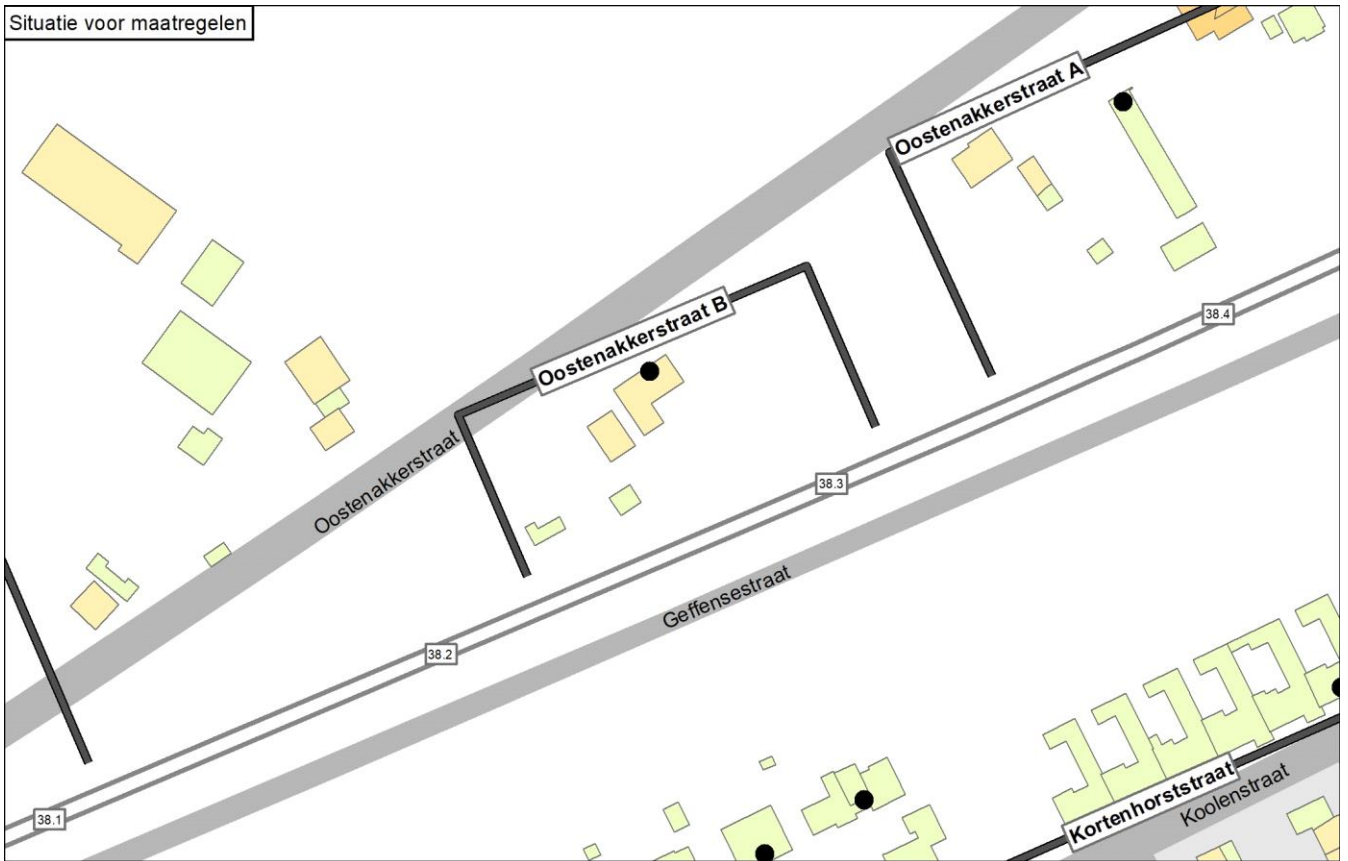 Situatie voor maatregelen
Oostenakkerstraat A
Oostenakkerstraat B
38.4
Oostenakkerstraat
38.3
Geffensestraat
38.2
38.1
Kortenhorststraat
Koolenstraat